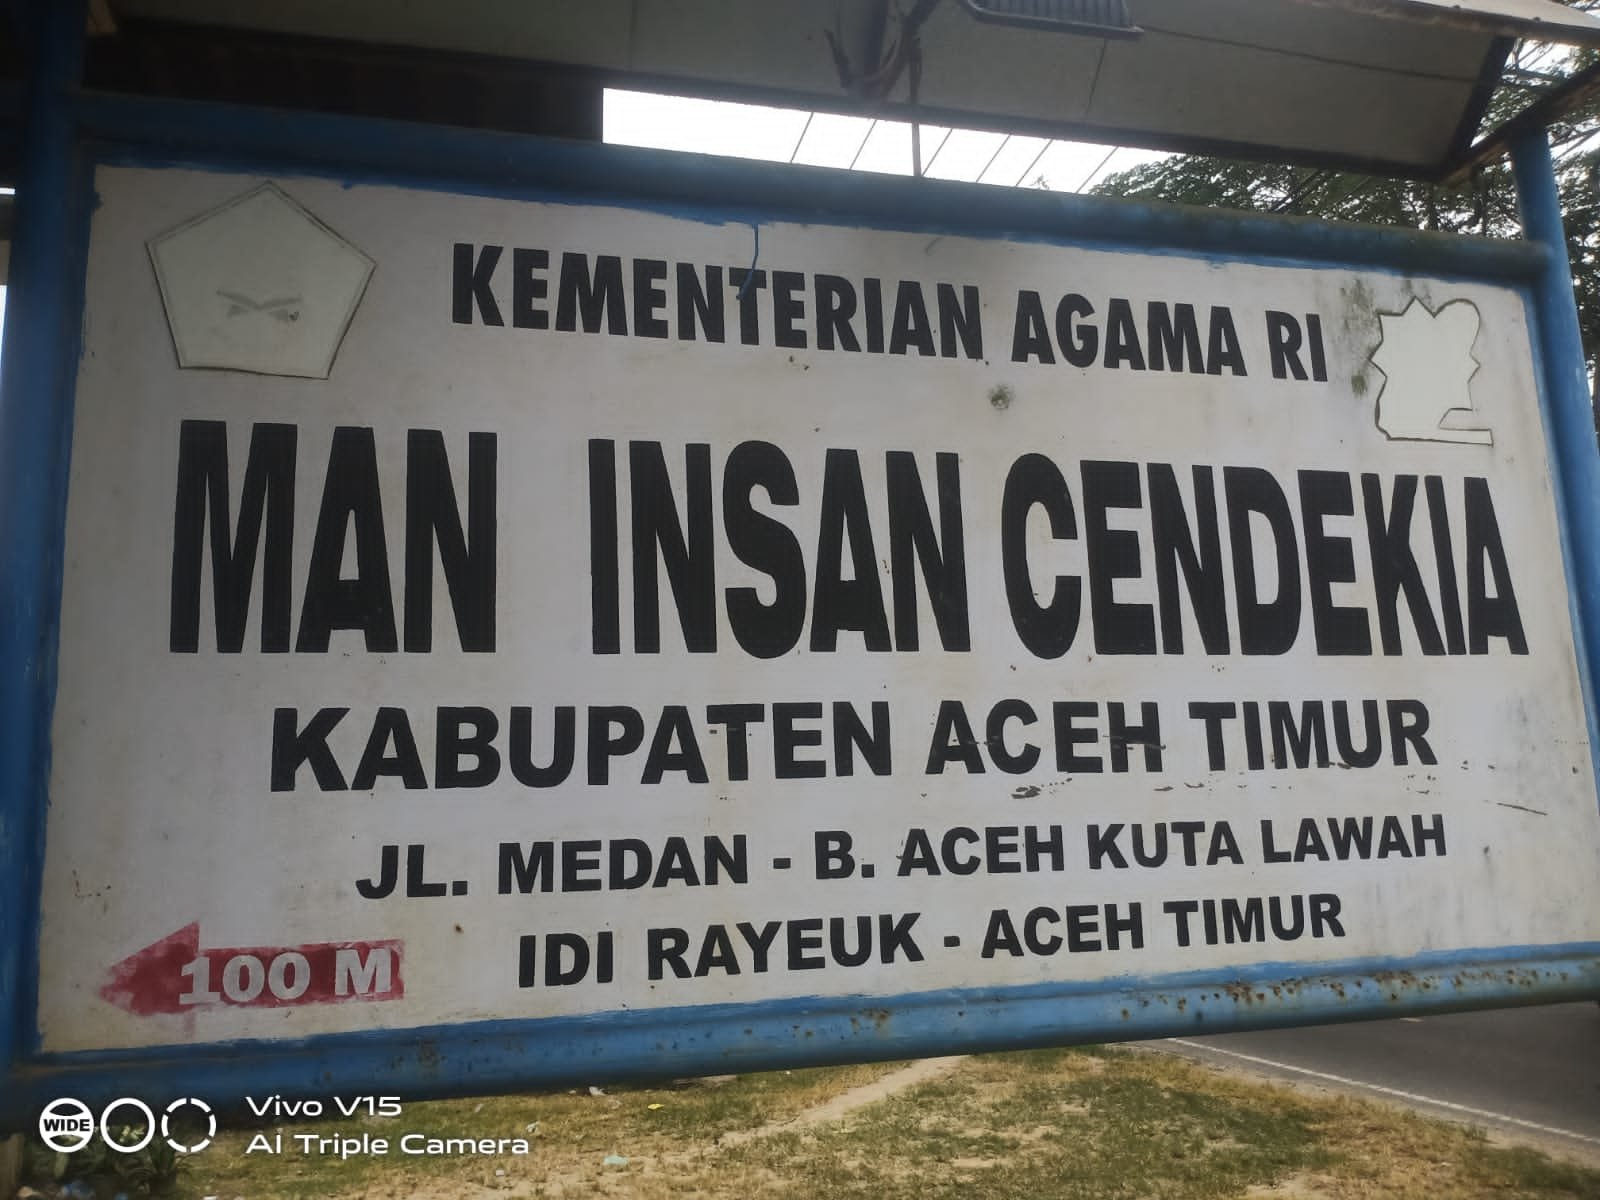 KEMENTERIAN AGAMA RI
MAN INSAN CENDEKIA
KABUPATEN ACEH TIMUR
JL. MEDAN - B. ACEH KUTA LAWAH
IDI RAYEUK - ACEH TIMUR
100 M
WIDE
Vivo V15
AI Triple Camera